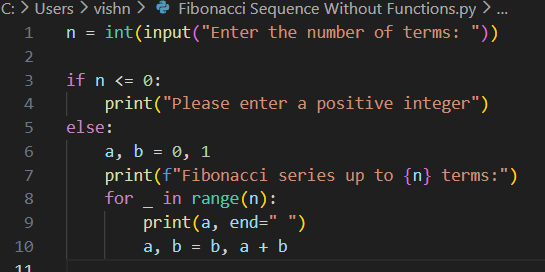 C: > Users > vishn > Fibonacci Sequence Without Functions.py > ...
1 n = int(input("Enter the number of terms: "))
2
3 if n <= 0:
4     print("Please enter a positive integer")
5 else:
6     a, b = 0, 1
7     print(f"Fibonacci series up to {n} terms:")
8     for _ in range(n):
9         print(a, end=" ")
10         a, b = b, a + b
11